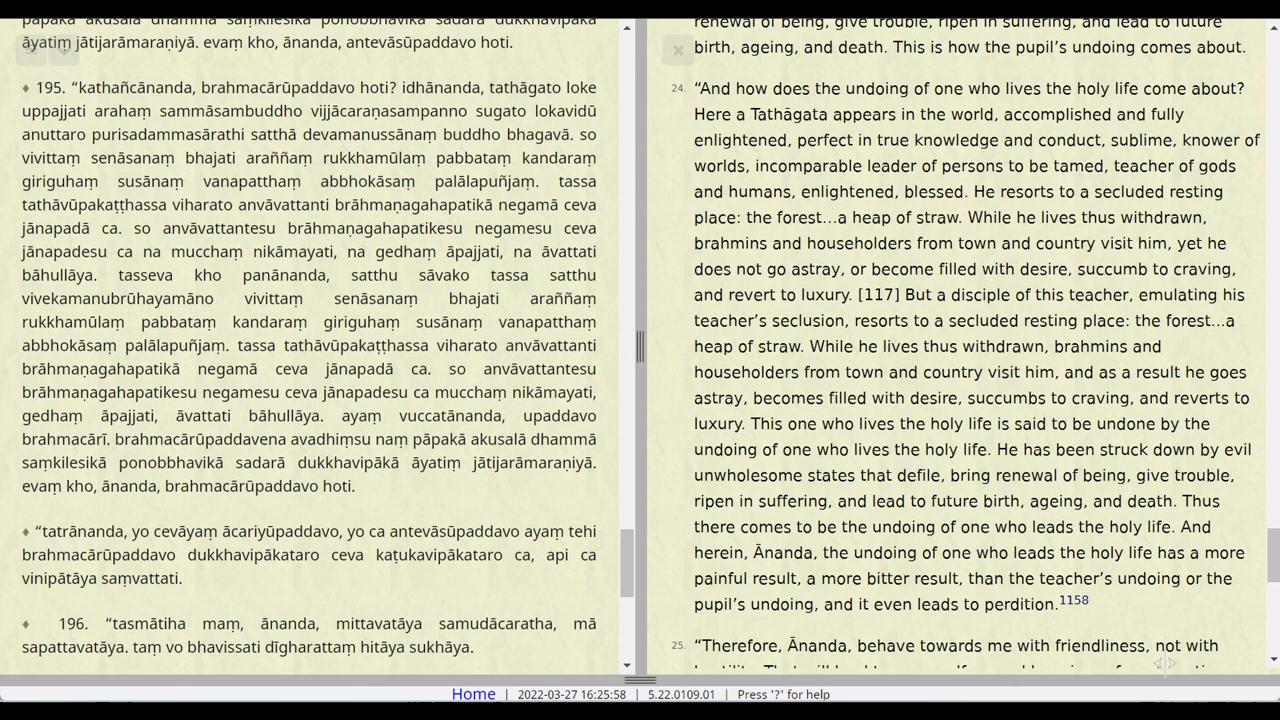 pāpakā akusalā dhammā saṃkilesikā ponobbhavikā sadarā dukkhavipākā
āyatiṃ jātijarāmaraṇiyā. evaṃ kho, ānanda, antevāsūpaddavo hoti.
♦ 195. “kathañcānanda, brahmacārūpaddavo hoti? idhānanda, tathāgato loke
uppajjati arahaṃ sammāsambuddho vijjācaraṇasampanno sugato lokavidū
anuttaro purisadammasārathi satthā devamanussānaṃ buddho bhagavā. so
vivittaṃ senāsanaṃ bhajati araññaṃ rukkhamūlaṃ pabbataṃ kandaraṃ
giriguhaṃ susānaṃ vanapatthaṃ abbhokāsaṃ palālapuñjaṃ. tassa
tathāvūpakaṭṭhassa viharato anvāvattanti brāhmaṇagahapatikā negamā ceva
jānapadā ca. so anvāvattantesu brāhmaṇagahapatikesu negamesu ceva
jānapadesu ca na mucchaṃ nikāmayati, na gedhaṃ āpajjati, na āvattati
bāhullāya. tasseva kho panānanda, satthu sāvako tassa satthu
vivekamanubrūhayamāno vivittaṃ senāsanaṃ bhajati araññaṃ
rukkhamūlaṃ pabbataṃ kandaraṃ giriguhaṃ susānaṃ vanapatthaṃ
abbhokāsaṃ palālapuñjaṃ. tassa tathāvūpakaṭṭhassa viharato anvāvattanti
brāhmaṇagahapatikā negamā ceva jānapadā ca. so anvāvattantesu
brāhmaṇagahapatikesu negamesu ceva jānapadesu ca mucchaṃ nikāmayati,
gedhaṃ āpajjati, āvattati bāhullāya. ayaṃ vuccatānanda, upaddavo
brahmacārī. brahmacārūpaddavena avadhiṃsu naṃ pāpakā akusalā dhammā
saṃkilesikā ponobbhavikā sadarā dukkhavipākā āyatiṃ jātijarāmaraṇiyā.
evaṃ kho, ānanda, brahmacārūpaddavo hoti.
♦ “tatrānanda, yo cevāyaṃ ācariyūpaddavo, yo ca antevāsūpaddavo ayaṃ tehi
brahmacārūpaddavo dukkhavipākataro ceva kaṭukavipākataro ca, api ca
vinipātāya saṃvattati.
♦ 196. “tasmātiha maṃ, ānanda, mittavatāya samudācaratha, mā
sapattavatāya. taṃ vo bhavissati dīgharattaṃ hitāya sukhāya.
renewal of being, give trouble, ripen in suffering, and lead to future
birth, ageing, and death. This is how the pupil’s undoing comes about.
24. “And how does the undoing of one who lives the holy life come about?
Here a Tathāgata appears in the world, accomplished and fully
enlightened, perfect in true knowledge and conduct, sublime, knower of
worlds, incomparable leader of persons to be tamed, teacher of gods
and humans, enlightened, blessed. He resorts to a secluded resting
place: the forest…a heap of straw. While he lives thus withdrawn,
brahmins and householders from town and country visit him, yet he
does not go astray, or become filled with desire, succumb to craving,
and revert to luxury. [117] But a disciple of this teacher, emulating his
teacher’s seclusion, resorts to a secluded resting place: the forest…a
heap of straw. While he lives thus withdrawn, brahmins and
householders from town and country visit him, and as a result he goes
astray, becomes filled with desire, succumbs to craving, and reverts to
luxury. This one who lives the holy life is said to be undone by the
undoing of one who lives the holy life. He has been struck down by evil
unwholesome states that defile, bring renewal of being, give trouble,
ripen in suffering, and lead to future birth, ageing, and death. Thus
there comes to be the undoing of one who leads the holy life. And
herein, Ānanda, the undoing of one who leads the holy life has a more
painful result, a more bitter result, than the teacher’s undoing or the
pupil’s undoing, and it even leads to perdition.1158
25. “Therefore, Ānanda, behave towards me with friendliness, not with
Home | 2022-03-27 16:25:58 | 5.22.0109.01 | Press '?' for help